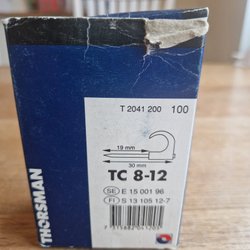 T 2041 200 100
19 mm
30 mm
TC 8-12
SE E 15 001 96
FI S 13 105 12-7
THORSMAN